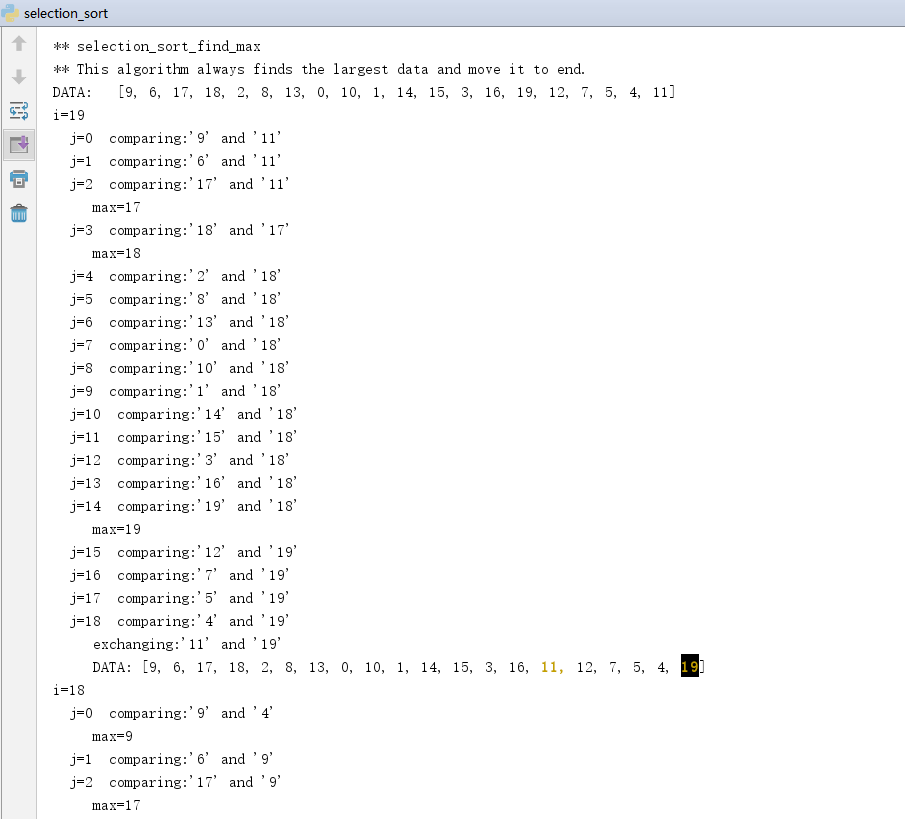 selection_sort
** selection_sort_find_max
** This algorithm always finds the largest data and move it to end.
DATA:   [9, 6, 17, 18, 2, 8, 13, 0, 10, 1, 14, 15, 3, 16, 19, 12, 7, 5, 4, 11]
i=19
  j=0  comparing:'9' and '11'
  j=1  comparing:'6' and '11'
  j=2  comparing:'17' and '11'
     max=17
  j=3  comparing:'18' and '17'
     max=18
  j=4  comparing:'2' and '18'
  j=5  comparing:'8' and '18'
  j=6  comparing:'13' and '18'
  j=7  comparing:'0' and '18'
  j=8  comparing:'10' and '18'
  j=9  comparing:'1' and '18'
  j=10  comparing:'14' and '18'
  j=11  comparing:'15' and '18'
  j=12  comparing:'3' and '18'
  j=13  comparing:'16' and '18'
  j=14  comparing:'19' and '18'
     max=19
  j=15  comparing:'12' and '19'
  j=16  comparing:'7' and '19'
  j=17  comparing:'5' and '19'
  j=18  comparing:'4' and '19'
     exchanging:'11' and '19'
     DATA: [9, 6, 17, 18, 2, 8, 13, 0, 10, 1, 14, 15, 3, 16, 11, 12, 7, 5, 4, 19]
i=18
  j=0  comparing:'9' and '4'
     max=9
  j=1  comparing:'6' and '9'
  j=2  comparing:'17' and '9'
     max=17